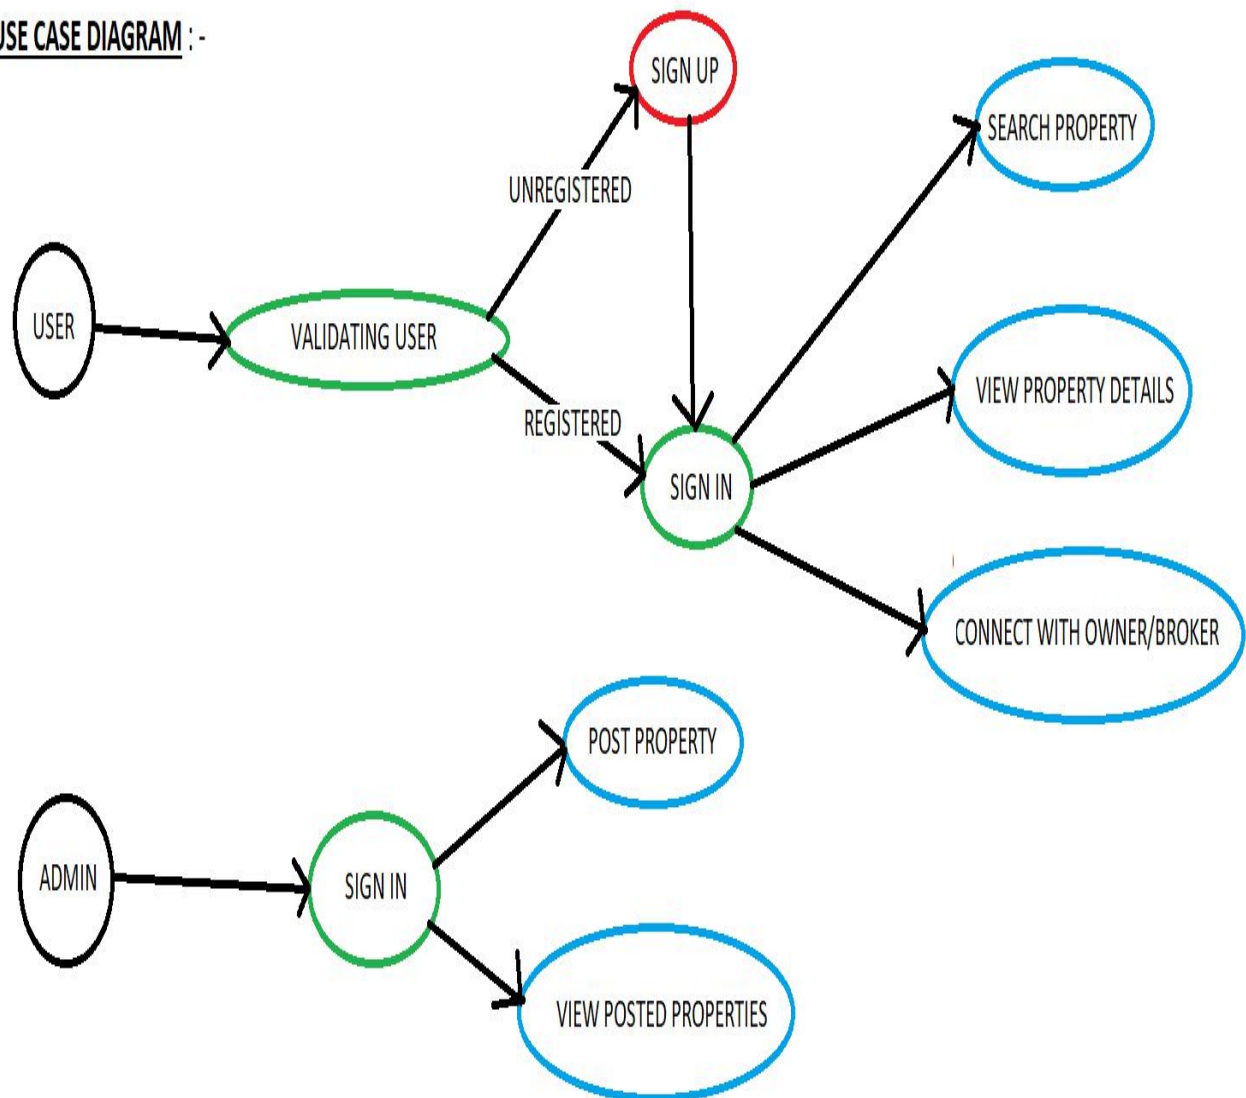 USE CASE DIAGRAM : -
SIGN UP
SEARCH PROPERTY
UNREGISTERED
USER
VALIDATING USER
VIEW PROPERTY DETAILS
REGISTERED
SIGN IN
CONNECT WITH OWNER/BROKER
POST PROPERTY
ADMIN
SIGN IN
VIEW POSTED PROPERTIES